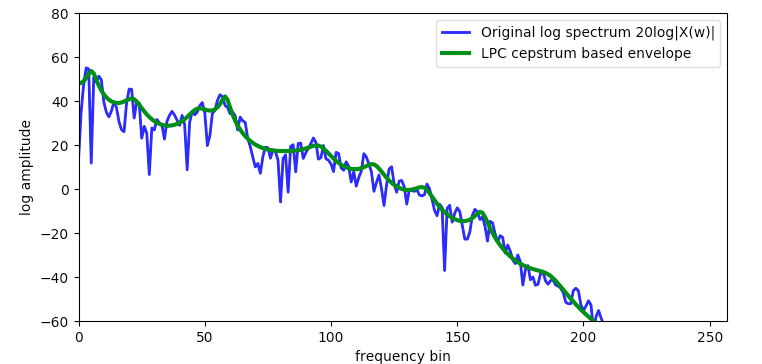 80
60
40
20
0
−20
−40
−60
log amplitude
Original log spectrum 20log|X(w)|
LPC cepstrum based envelope
0 50 100 150 200 250
frequency bin